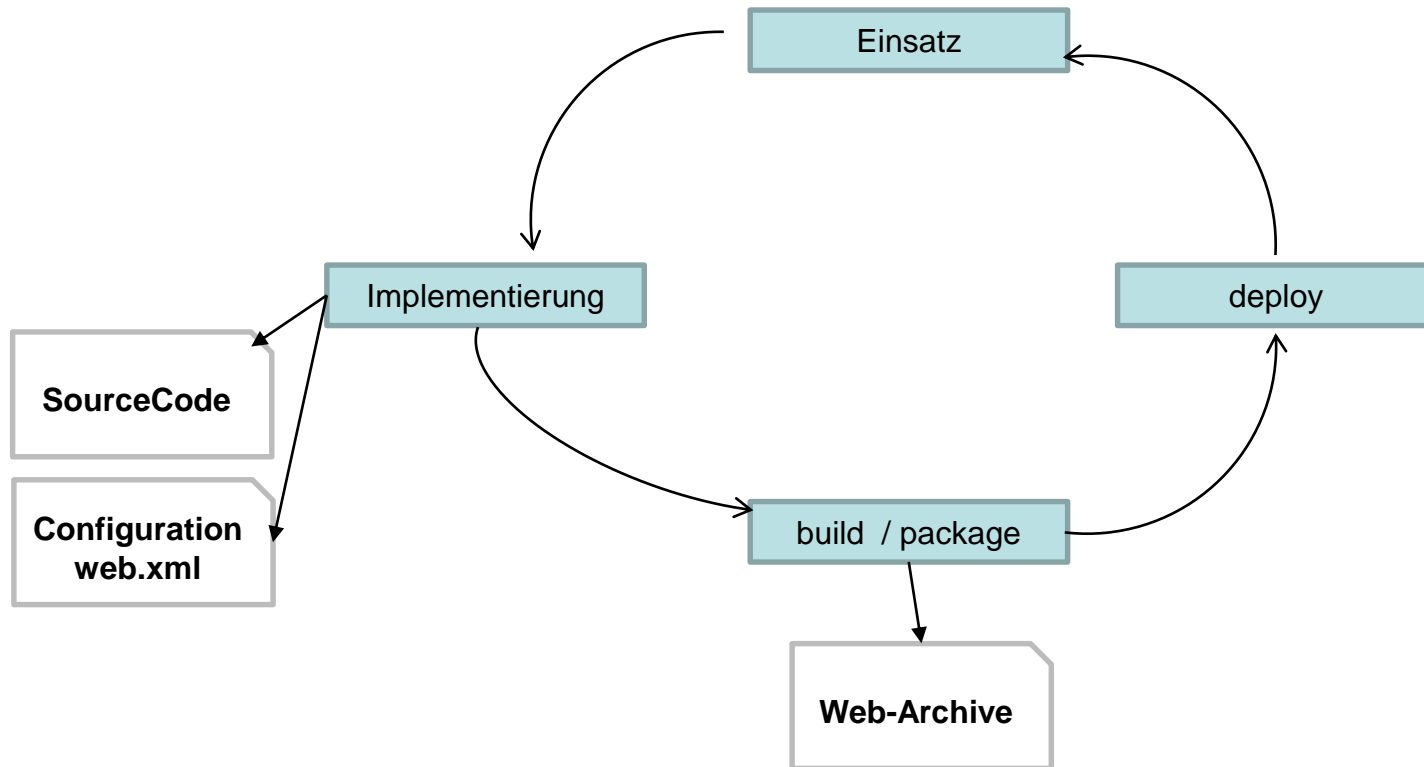 Einsatz
Implementierung
deploy
SourceCode
Configuration
web.xml
build / package
Web-Archive